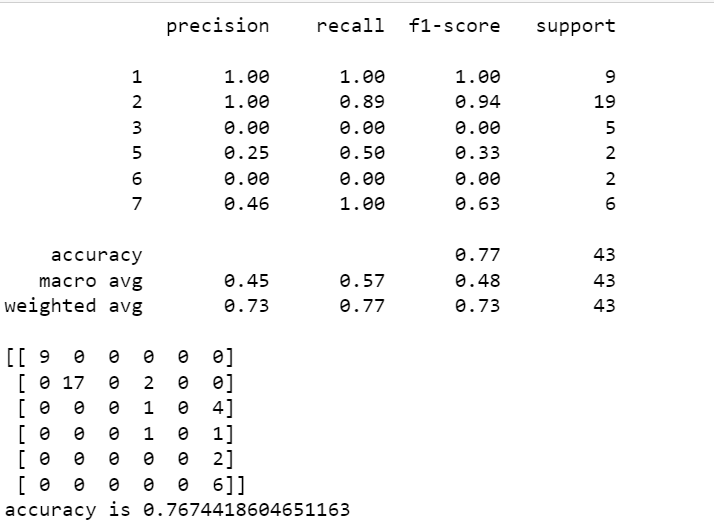 precision recall f1-score support
1 1.00 1.00 1.00 9
2 1.00 0.89 0.94 19
3 0.00 0.00 0.00 5
5 0.25 0.50 0.33 2
6 0.00 0.00 0.00 2
7 0.46 1.00 0.63 6
accuracy 0.77 43
macro avg 0.45 0.57 0.48 43
weighted avg 0.73 0.77 0.73 43
[[ 9 0 0 0 0 0]
[ 0 17 0 2 0 0]
[ 0 0 0 1 0 4]
[ 0 0 0 1 0 1]
[ 0 0 0 0 0 2]
[ 0 0 0 0 0 6]]
accuracy is 0.7674418604651163